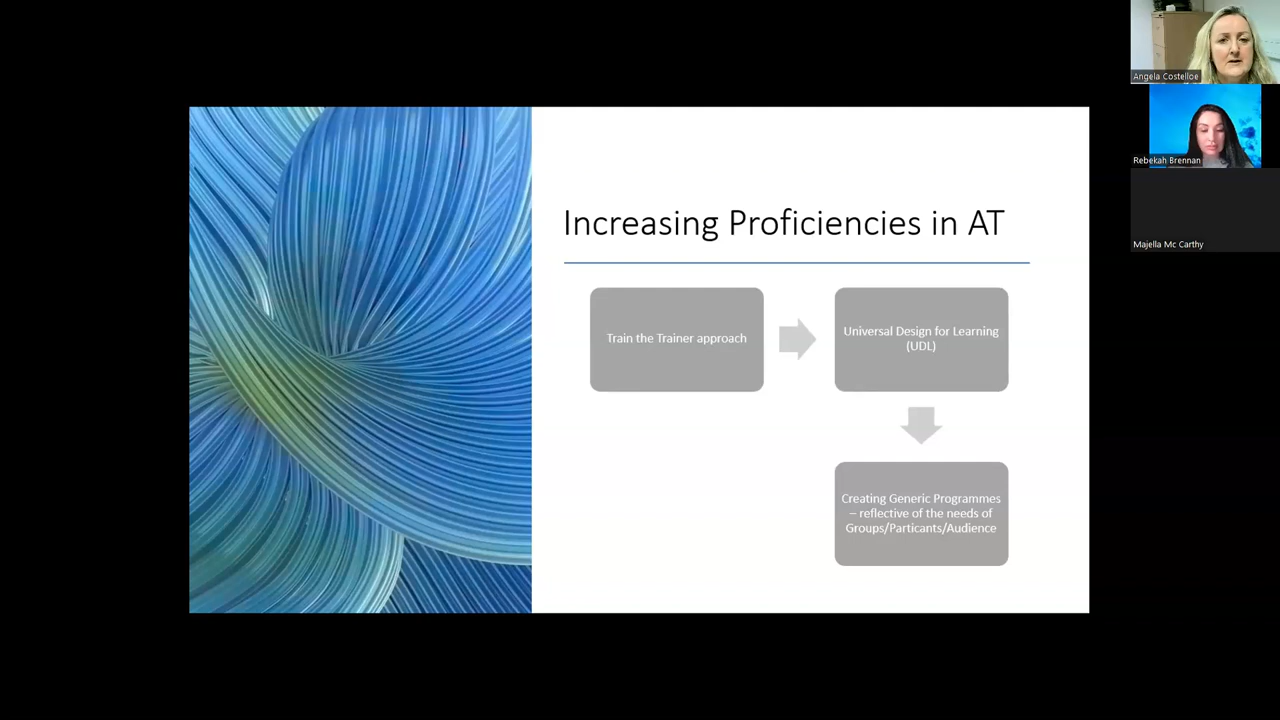 Increasing Proficiencies in AT
Train the Trainer approach
Universal Design for Learning
(UDL)
Creating Generic Programmes
– reflective of the needs of
Groups/Particants/Audience
Angela Costelloe
Rebekah Brennan
Majella Mc Carthy